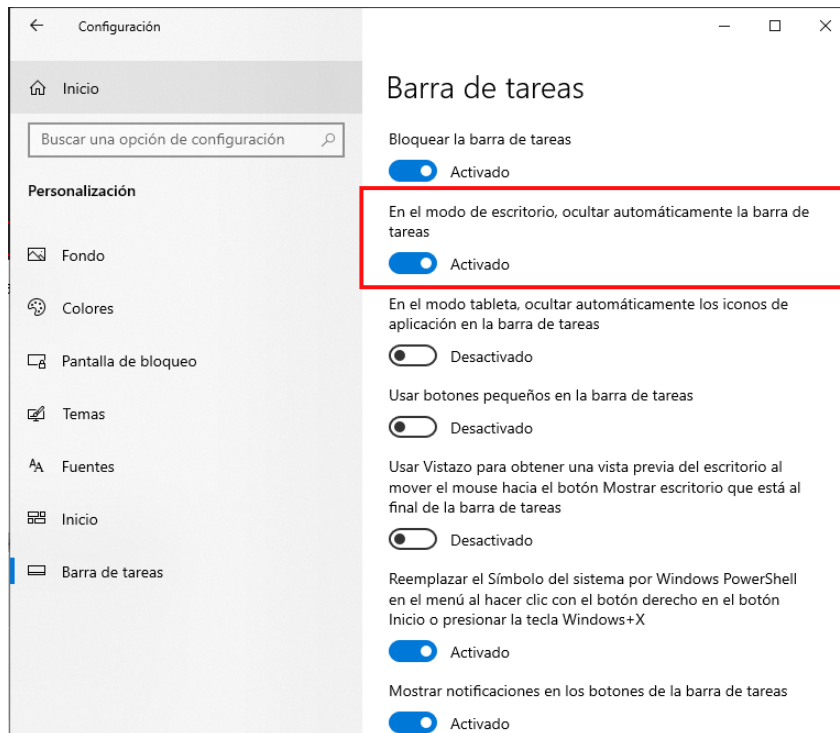 Configuración
Inicio
Buscar una opción de configuración
Personalización
Fondo
Colores
Pantalla de bloqueo
Temas
Fuentes
Inicio
Barra de tareas
Barra de tareas
Bloquear la barra de tareas
Activado
En el modo de escritorio, ocultar automáticamente la barra de
tareas
Activado
En el modo tableta, ocultar automáticamente los iconos de
aplicación en la barra de tareas
Desactivado
Usar botones pequeños en la barra de tareas
Desactivado
Usar Vistazo para obtener una vista previa del escritorio al
mover el mouse hacia el botón Mostrar escritorio que está al
final de la barra de tareas
Desactivado
Reemplazar el Símbolo del sistema por Windows PowerShell
en el menú al hacer clic con el botón derecho en el botón
Inicio o presionar la tecla Windows+X
Activado
Mostrar notificaciones en los botones de la barra de tareas
Activado